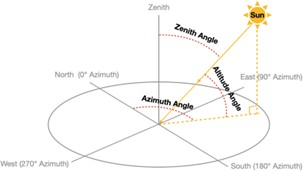 Zenith
Sun
Zenith Angle
North (0° Azimuth)
East (90° Azimuth)
Altitude Angle
Azimuth Angle
West (270° Azimuth)
South (180° Azimuth)